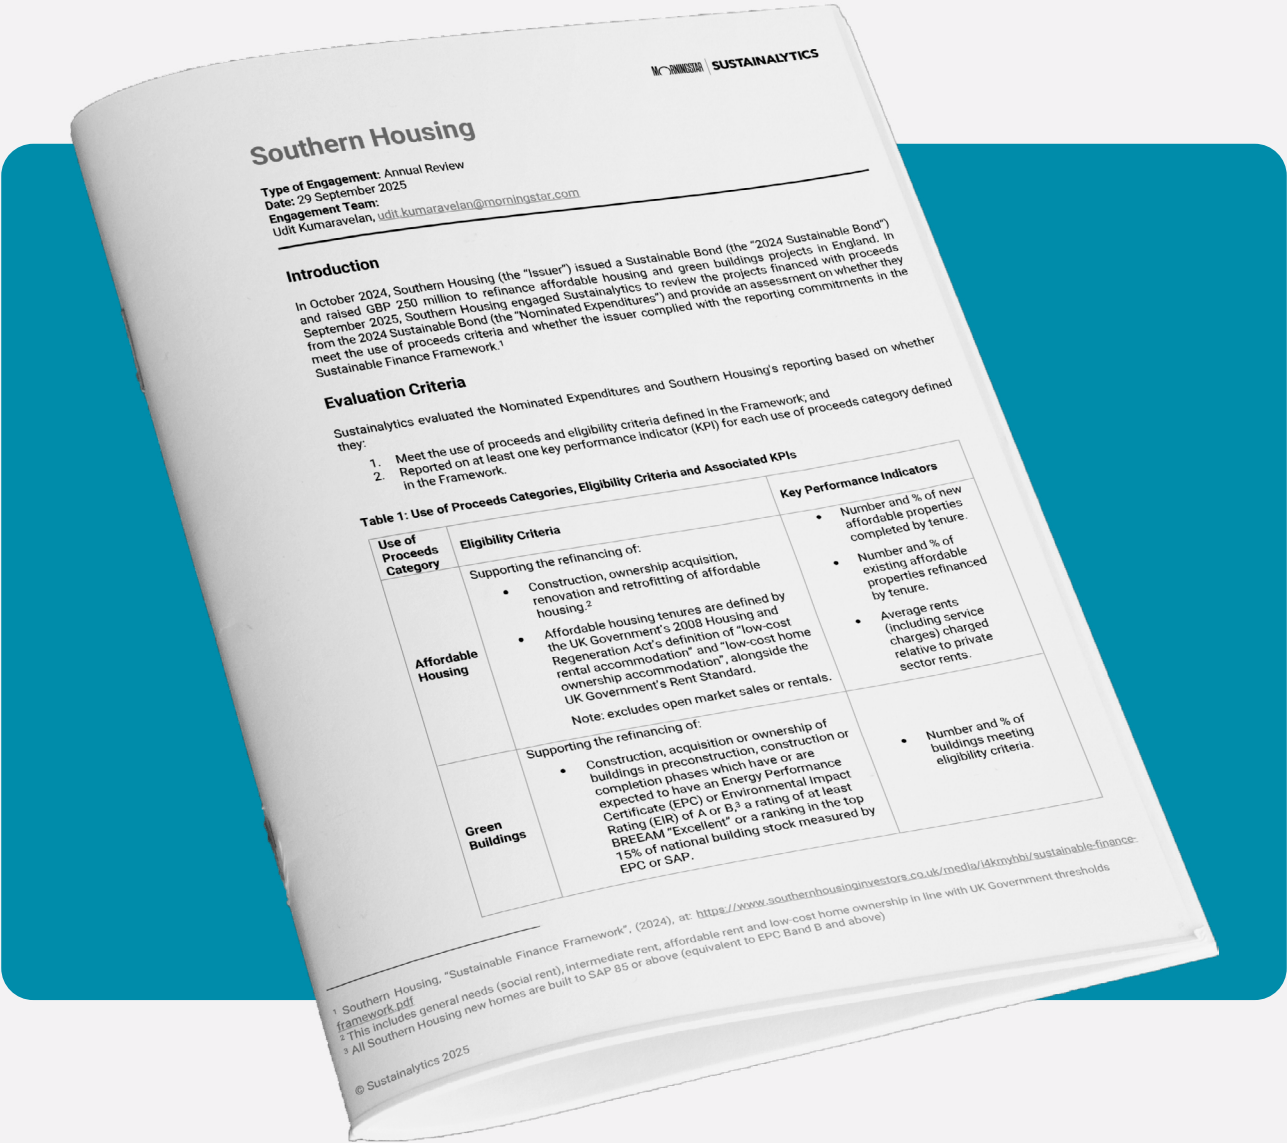 MORNINGSTAR | SUSTAINALYTICS
Southern Housing
Type of Engagement: Annual Review
Date: 29 September 2025
Engagement Team:
Udit Kumaravelan, udit.kumaravelan@morningstar.com
Introduction
In October 2024, Southern Housing (the “Issuer”) issued a Sustainable Bond (the “2024 Sustainable Bond”)
and raised GBP 250 million to refinance affordable housing and green buildings projects in England. In
September 2025, Southern Housing engaged Sustainalytics to review the projects financed with proceeds
from the 2024 Sustainable Bond (the “Nominated Expenditures”) and provide an assessment on whether they
meet the use of proceeds criteria and whether the issuer complied with the reporting commitments in the
Sustainable Finance Framework.¹
Evaluation Criteria
Sustainalytics evaluated the Nominated Expenditures and Southern Housing's reporting based on whether
they:
1. Meet the use of proceeds and eligibility criteria defined in the Framework; and
2. Reported on at least one key performance indicator (KPI) for each use of proceeds category defined
in the Framework.
Table 1: Use of Proceeds Categories, Eligibility Criteria and Associated KPIs
Use of
Proceeds
Category
Eligibility Criteria
Key Performance Indicators
Affordable
Housing
Supporting the refinancing of:
• Construction, ownership acquisition,
renovation and retrofitting of affordable
housing.²
• Affordable housing tenures are defined by
the UK Government's 2008 Housing and
Regeneration Act's definition of “low-cost
rental accommodation” and “low-cost home
ownership accommodation”, alongside the
UK Government's Rent Standard.
Note: excludes open market sales or rentals.
• Number and % of new
affordable properties
completed by tenure.
• Number and % of
existing affordable
properties refinanced
by tenure.
• Average rents
(including service
charges) charged
relative to private
sector rents.
Green
Buildings
Supporting the refinancing of:
• Construction, acquisition or ownership of
buildings in preconstruction, construction or
completion phases which have or are
expected to have an Energy Performance
Certificate (EPC) or Environmental Impact
Rating (EIR) of A or B,³ a rating of at least
BREEAM “Excellent” or a ranking in the top
15% of national building stock measured by
EPC or SAP.
• Number and % of
buildings meeting
eligibility criteria.
¹ Southern Housing, “Sustainable Finance Framework”, (2024), at: https://www.southernhousinginvestors.co.uk/media/i4kmyhbi/sustainable-finance-
framework.pdf
² This includes general needs (social rent), intermediate rent, affordable rent and low-cost home ownership in line with UK Government thresholds
³ All Southern Housing new homes are built to SAP 85 or above (equivalent to EPC Band B and above)
© Sustainalytics 2025